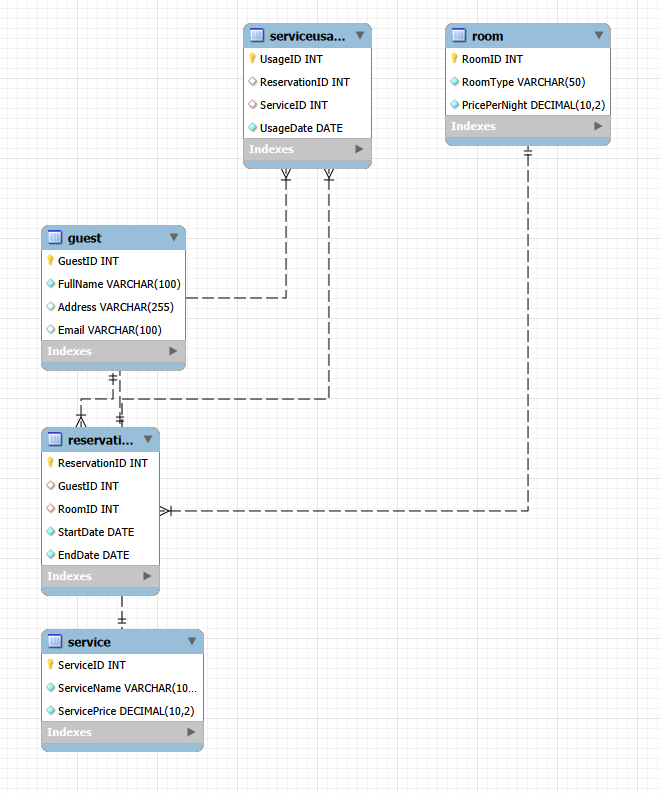 serviceusa...
UsageID INT
ReservationID INT
ServiceID INT
UsageDate DATE
Indexes
room
RoomID INT
RoomType VARCHAR(50)
PricePerNight DECIMAL(10,2)
Indexes
guest
GuestID INT
FullName VARCHAR(100)
Address VARCHAR(255)
Email VARCHAR(100)
Indexes
reservati...
ReservationID INT
GuestID INT
RoomID INT
StartDate DATE
EndDate DATE
Indexes
service
ServiceID INT
ServiceName VARCHAR(10...
ServicePrice DECIMAL(10,2)
Indexes